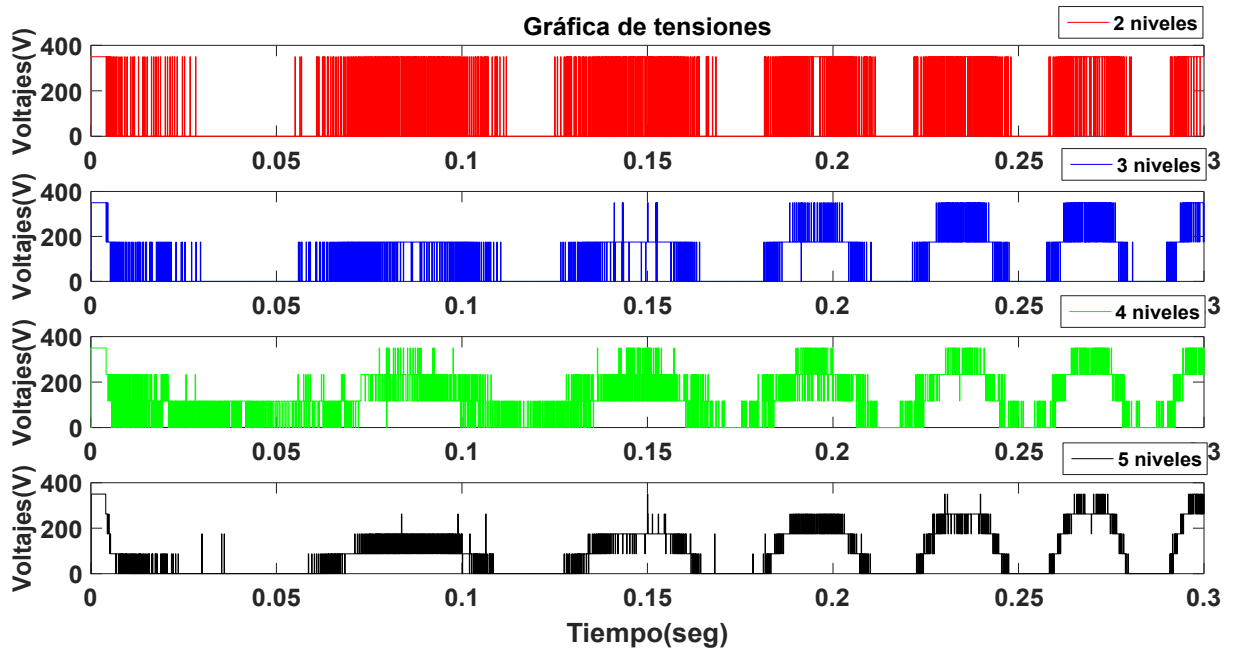 Gráfica de tensiones
2 niveles
Voltajes(V)
400
200
0
0 0.05 0.1 0.15 0.2 0.25 3
3 niveles
Voltajes(V)
400
200
0
0 0.05 0.1 0.15 0.2 0.25
4 niveles
Voltajes(V)
400
200
0
0 0.05 0.1 0.15 0.2 0.25 3
5 niveles
Voltajes(V)
400
200
0
0 0.05 0.1 0.15 0.2 0.25 0.3
Tiempo(seg)